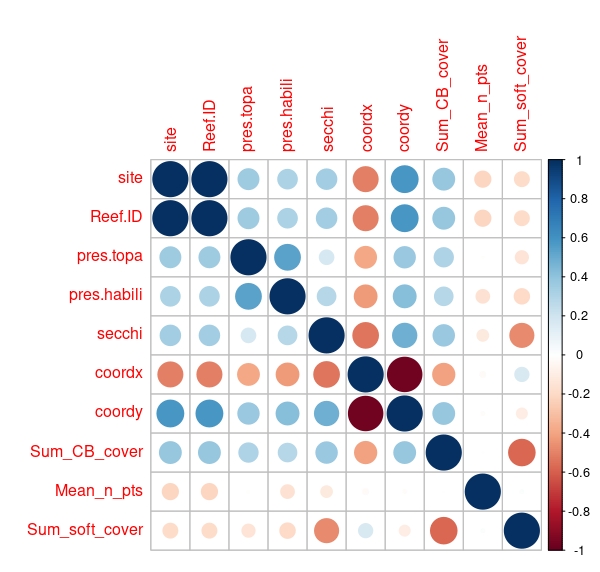 site
Reef.ID
pres.topa
pres.habili
secchi
coordx
coordy
Sum_CB_cover
Mean_n_pts
Sum_soft_cover
site
Reef.ID
pres.topa
pres.habili
secchi
coordx
coordy
Sum_CB_cover
Mean_n_pts
Sum_soft_cover
1
0.8
0.6
0.4
0.2
0
-0.2
-0.4
-0.6
-0.8
-1